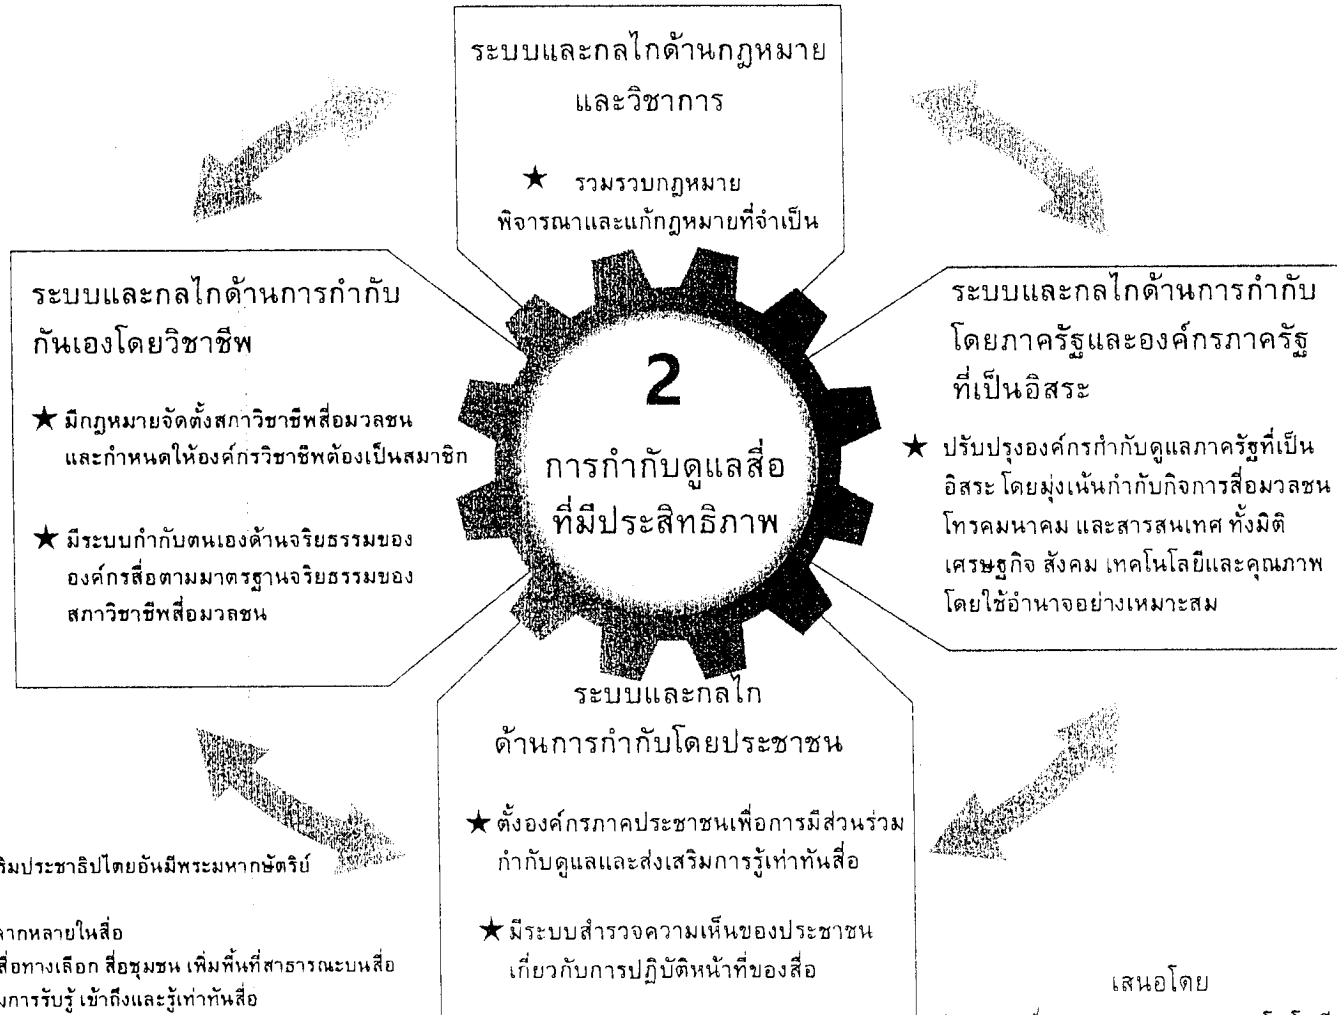 ระบบและกลไกด้านกฎหมาย
และวิชาการ
★ รวมรวบกฎหมาย
พิจารณาและแก้กฎหมายที่จำเป็น
ระบบและกลไกด้านการกำกับ
กันเองโดยวิชาชีพ
★ มีกฎหมายจัดตั้งสภาวิชาชีพสื่อมวลชน
และกำหนดให้องค์กรวิชาชีพต้องเป็นสมาชิก
★ มีระบบกำกับตนเองด้านจริยธรรมของ
องค์กรสื่อตามมาตรฐานจริยธรรมของ
สภาวิชาชีพสื่อมวลชน
2
การกำกับดูแลสื่อ
ที่มีประสิทธิภาพ
ระบบและกลไกด้านการกำกับ
โดยภาครัฐและองค์กรภาครัฐ
ที่เป็นอิสระ
★ ปรับปรุงองค์กรกำกับดูแลภาครัฐที่เป็น
อิสระ โดยมุ่งเน้นกำกับกิจการสื่อมวลชน
โทรคมนาคม และสารสนเทศ ทั้งมิติ
เศรษฐกิจ สังคม เทคโนโลยีและคุณภาพ
โดยใช้อำนาจอย่างเหมาะสม
ระบบและกลไก
ด้านการกำกับโดยประชาชน
★ ตั้งองค์กรภาคประชาชนเพื่อการมีส่วนร่วม
กำกับดูแลและส่งเสริมการรู้เท่าทันสื่อ
★ มีระบบสำรวจความเห็นของประชาชน
เกี่ยวกับการปฏิบัติหน้าที่ของสื่อ
ริมประชาธิปไตยอันมีพระมหากษัตริย์
ากหลายในสื่อ
สื่อทางเลือก สื่อชุมชน เพิ่มพื้นที่สาธารณะบนสื่อ
มการรับรู้ เข้าถึงและรู้เท่าทันสื่อ
เสนอโดย